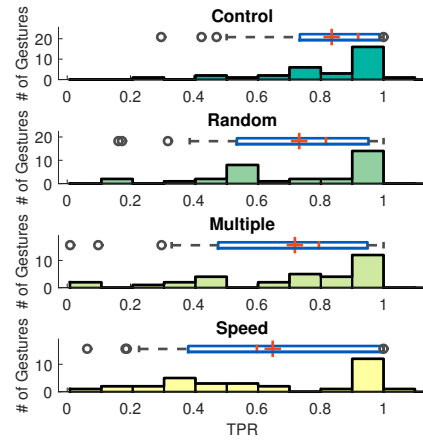 Control
# of Gestures
20
10
0
0 0.2 0.4 0.6 0.8 1
Random
# of Gestures
20
10
0
0 0.2 0.4 0.6 0.8 1
Multiple
# of Gestures
10
0
0 0.2 0.4 0.6 0.8 1
Speed
# of Gestures
10
0
0 0.2 0.4 0.6 0.8 1
TPR